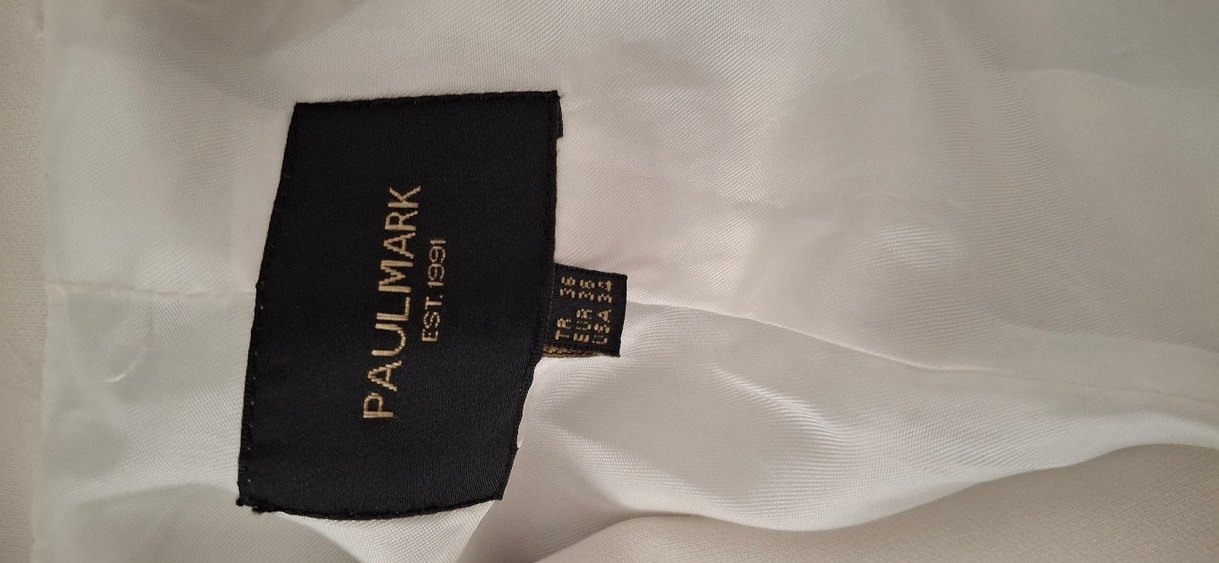 PAULMARK
EST. 1991
TR 36
EUR 36
USA 34